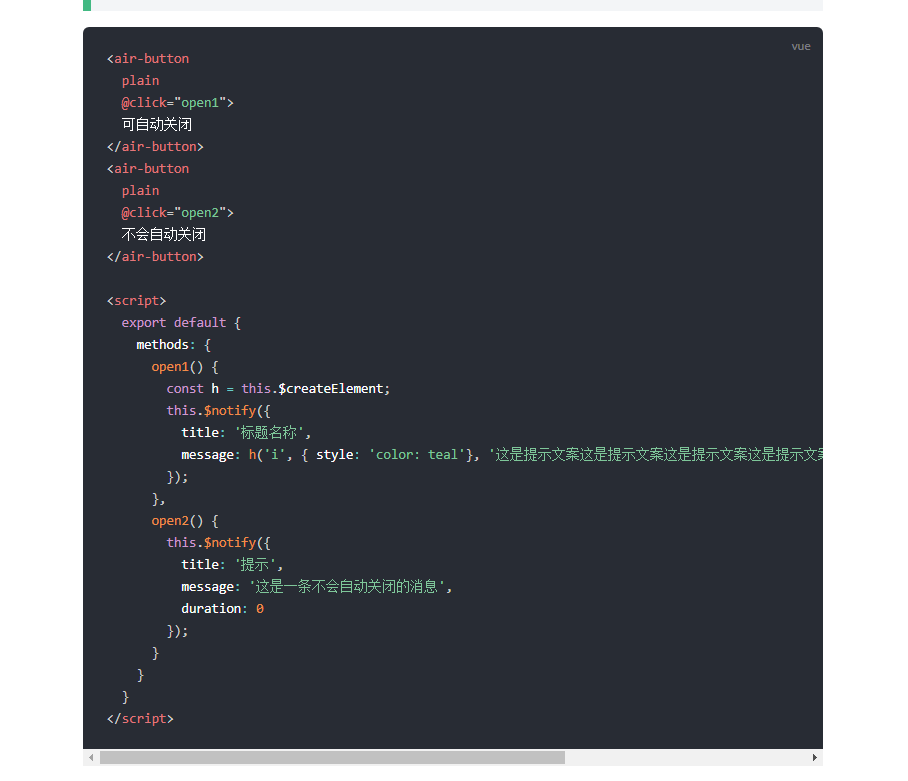 vue
<air-button
  plain
  @click="open1">
  可自动关闭
</air-button>
<air-button
  plain
  @click="open2">
  不会自动关闭
</air-button>

<script>
  export default {
    methods: {
      open1() {
        const h = this.$createElement;
        this.$notify({
          title: '标题名称',
          message: h('i', { style: 'color: teal'}, '这是提示文案这是提示文案这是提示文案这是提示文案
        });
      },
      open2() {
        this.$notify({
          title: '提示',
          message: '这是一条不会自动关闭的消息',
          duration: 0
        });
      }
    }
  }
</script>